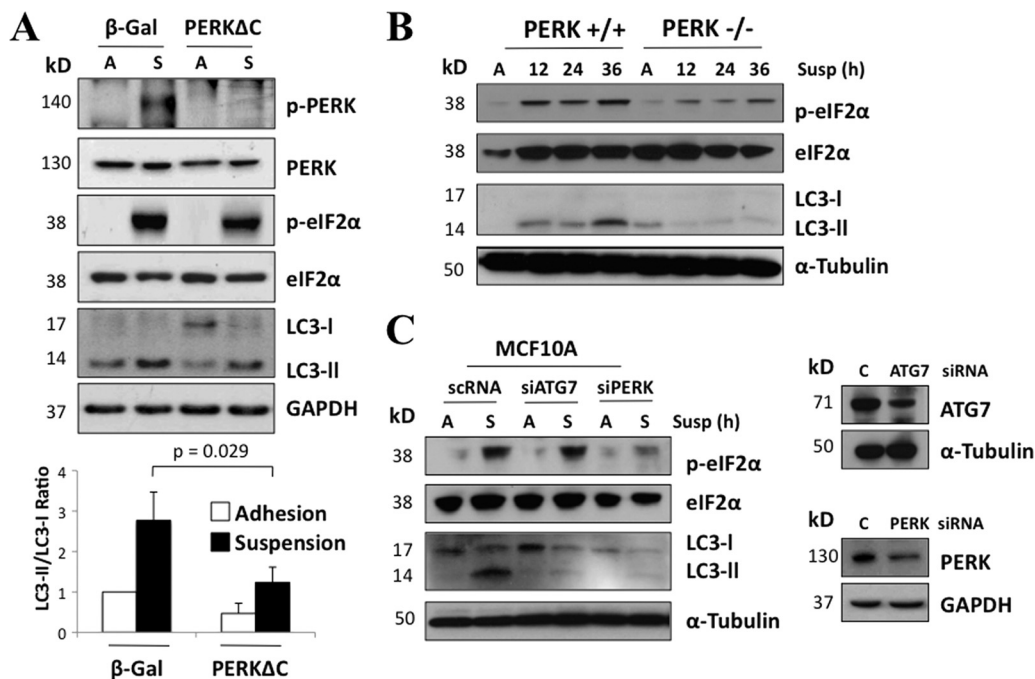 A
β-Gal PERKΔC
kD A S A S
140 p-PERK
130 PERK
38 p-eIF2α
38 eIF2α
17 LC3-I
14 LC3-II
37 GAPDH
p = 0.029
LC3-II/LC3-I Ratio
4
3
2
1
0
Adhesion
Suspension
β-Gal PERKΔC
B
PERK +/+ PERK -/-
kD A 12 24 36 A 12 24 36 Susp (h)
38 p-eIF2α
38 eIF2α
17 LC3-I
14 LC3-II
50 α-Tubulin
C
MCF10A
scRNA siATG7 siPERK
kD A S A S A S Susp (h)
38 p-eIF2α
38 eIF2α
17 LC3-I
14 LC3-II
50 α-Tubulin
kD C ATG7 siRNA
71 ATG7
50 α-Tubulin
kD C PERK siRNA
130 PERK
37 GAPDH